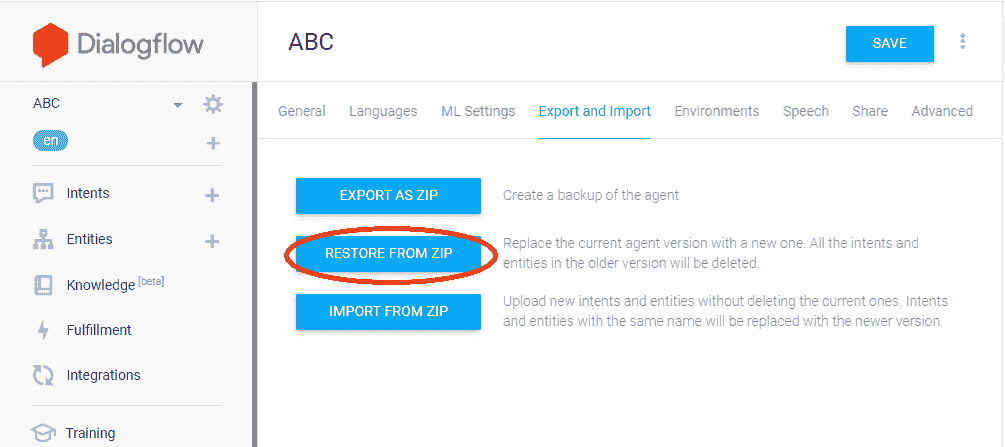 Dialogflow
ABC
SAVE
ABC
en
General Languages ML Settings Export and Import Environments Speech Share Advanced
Intents
Entities
Knowledge [beta]
Fulfillment
Integrations
Training
EXPORT AS ZIP
Create a backup of the agent
RESTORE FROM ZIP
Replace the current agent version with a new one. All the intents and
entities in the older version will be deleted.
IMPORT FROM ZIP
Upload new intents and entities without deleting the current ones. Intents
and entities with the same name will be replaced with the newer version.